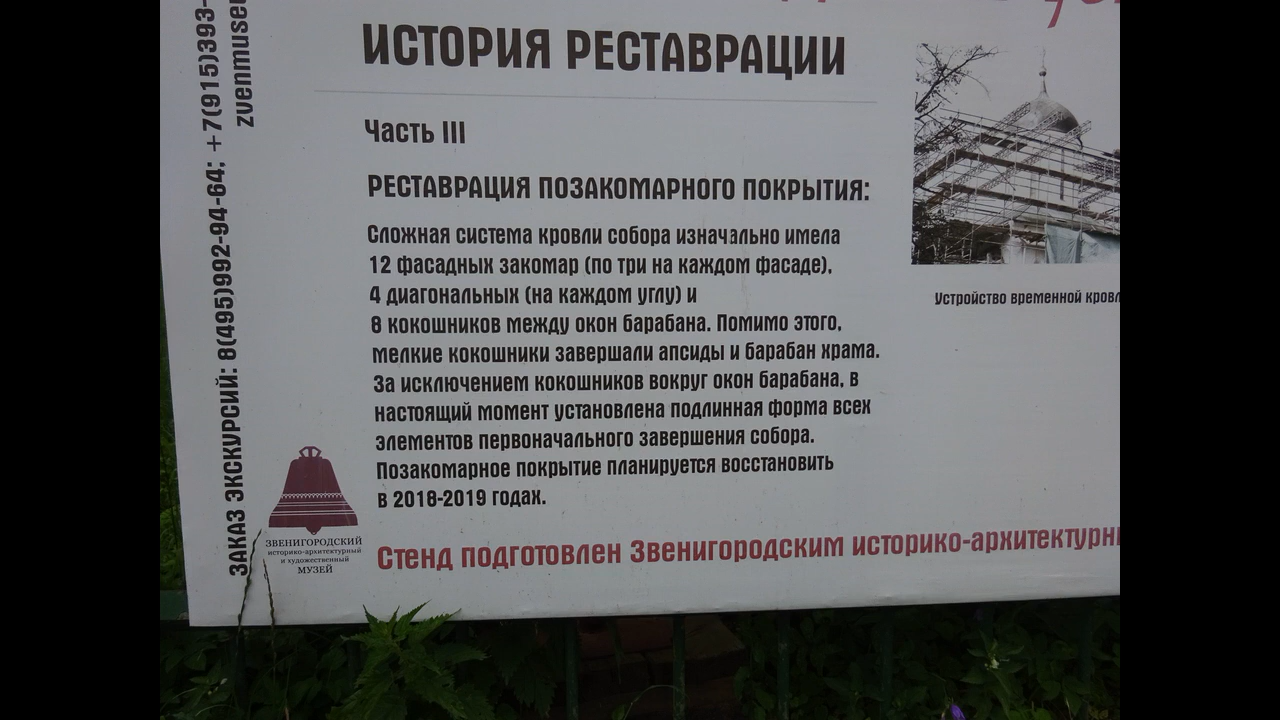 ИСТОРИЯ РЕСТАВРАЦИИ
Часть III
РЕСТАВРАЦИЯ ПОЗАКОМАРНОГО ПОКРЫТИЯ:
Сложная система кровли собора изначально имела
12 фасадных закомар (по три на каждом фасаде),
4 диагональных (на каждом углу) и
8 кокошников между окон барабана. Помимо этого,
мелкие кокошники завершали апсиды и барабан храма.
За исключением кокошников вокруг окон барабана, в
настоящий момент установлена подлинная форма всех
элементов первоначального завершения собора.
Позакомарное покрытие планируется восстановить
в 2018-2019 годах.
Стенд подготовлен Звенигородским историко-архитектурн
Устройство временной кровл
ЗАКАЗ ЭКСКУРСИЙ: 8(495)992-94-64; +7(915)393-
zvenmuseu
ЗВЕНИГОРОДСКИЙ
историко-архитектурный
и художественный
МУЗЕЙ